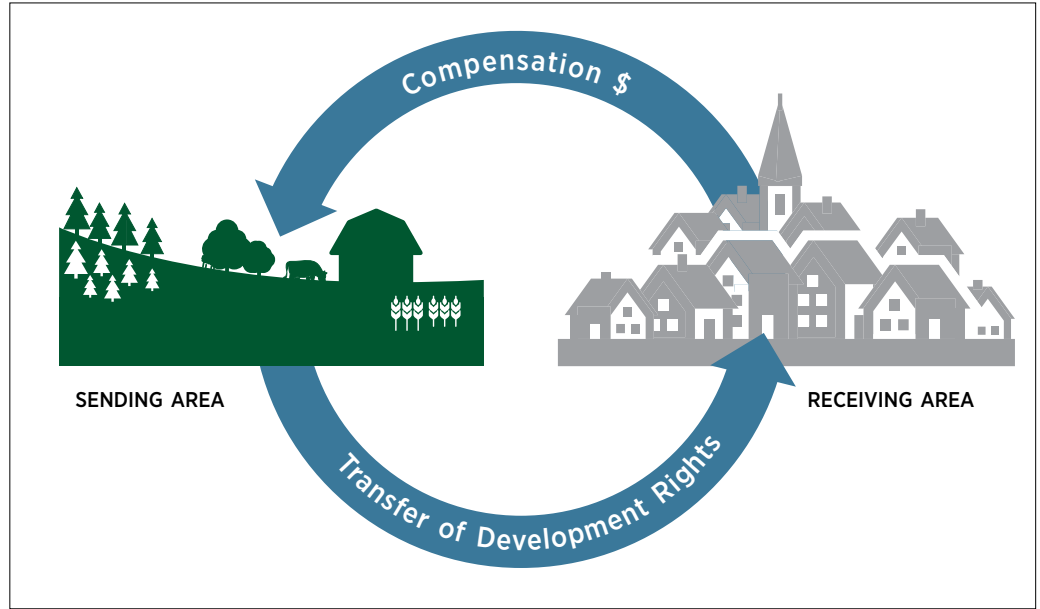 Compensation $
SENDING AREA
RECEIVING AREA
Transfer of Development Rights